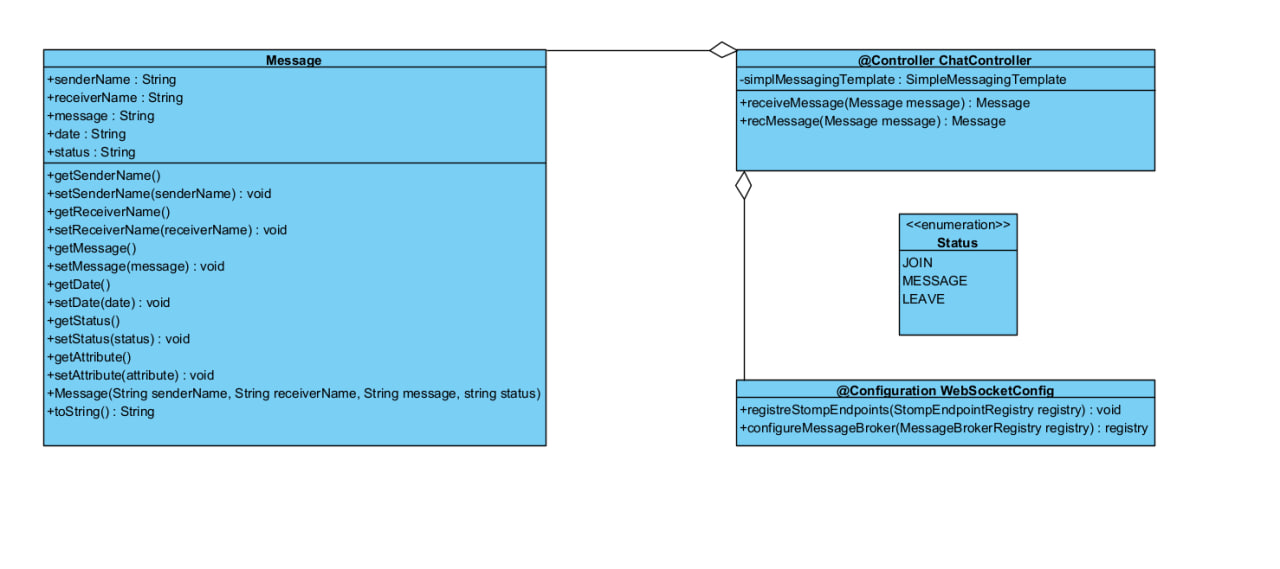 Message
+senderName : String
+receiverName : String
+message : String
+date : String
+status : String
+getSenderName()
+setSenderName(senderName) : void
+getReceiverName()
+setReceiverName(receiverName) : void
+getMessage()
+setMessage(message) : void
+getDate()
+setDate(date) : void
+getStatus()
+setStatus(status) : void
+getAttribute()
+setAttribute(attribute) : void
+Message(String senderName, String receiverName, String message, string status)
+toString() : String
@Controller ChatController
-simplMessagingTemplate : SimpleMessagingTemplate
+receiveMessage(Message message) : Message
+recMessage(Message message) : Message
<<enumeration>>
Status
JOIN
MESSAGE
LEAVE
@Configuration WebSocketConfig
+registreStompEndpoints(StompEndpointRegistry registry) : void
+configureMessageBroker(MessageBrokerRegistry registry) : registry